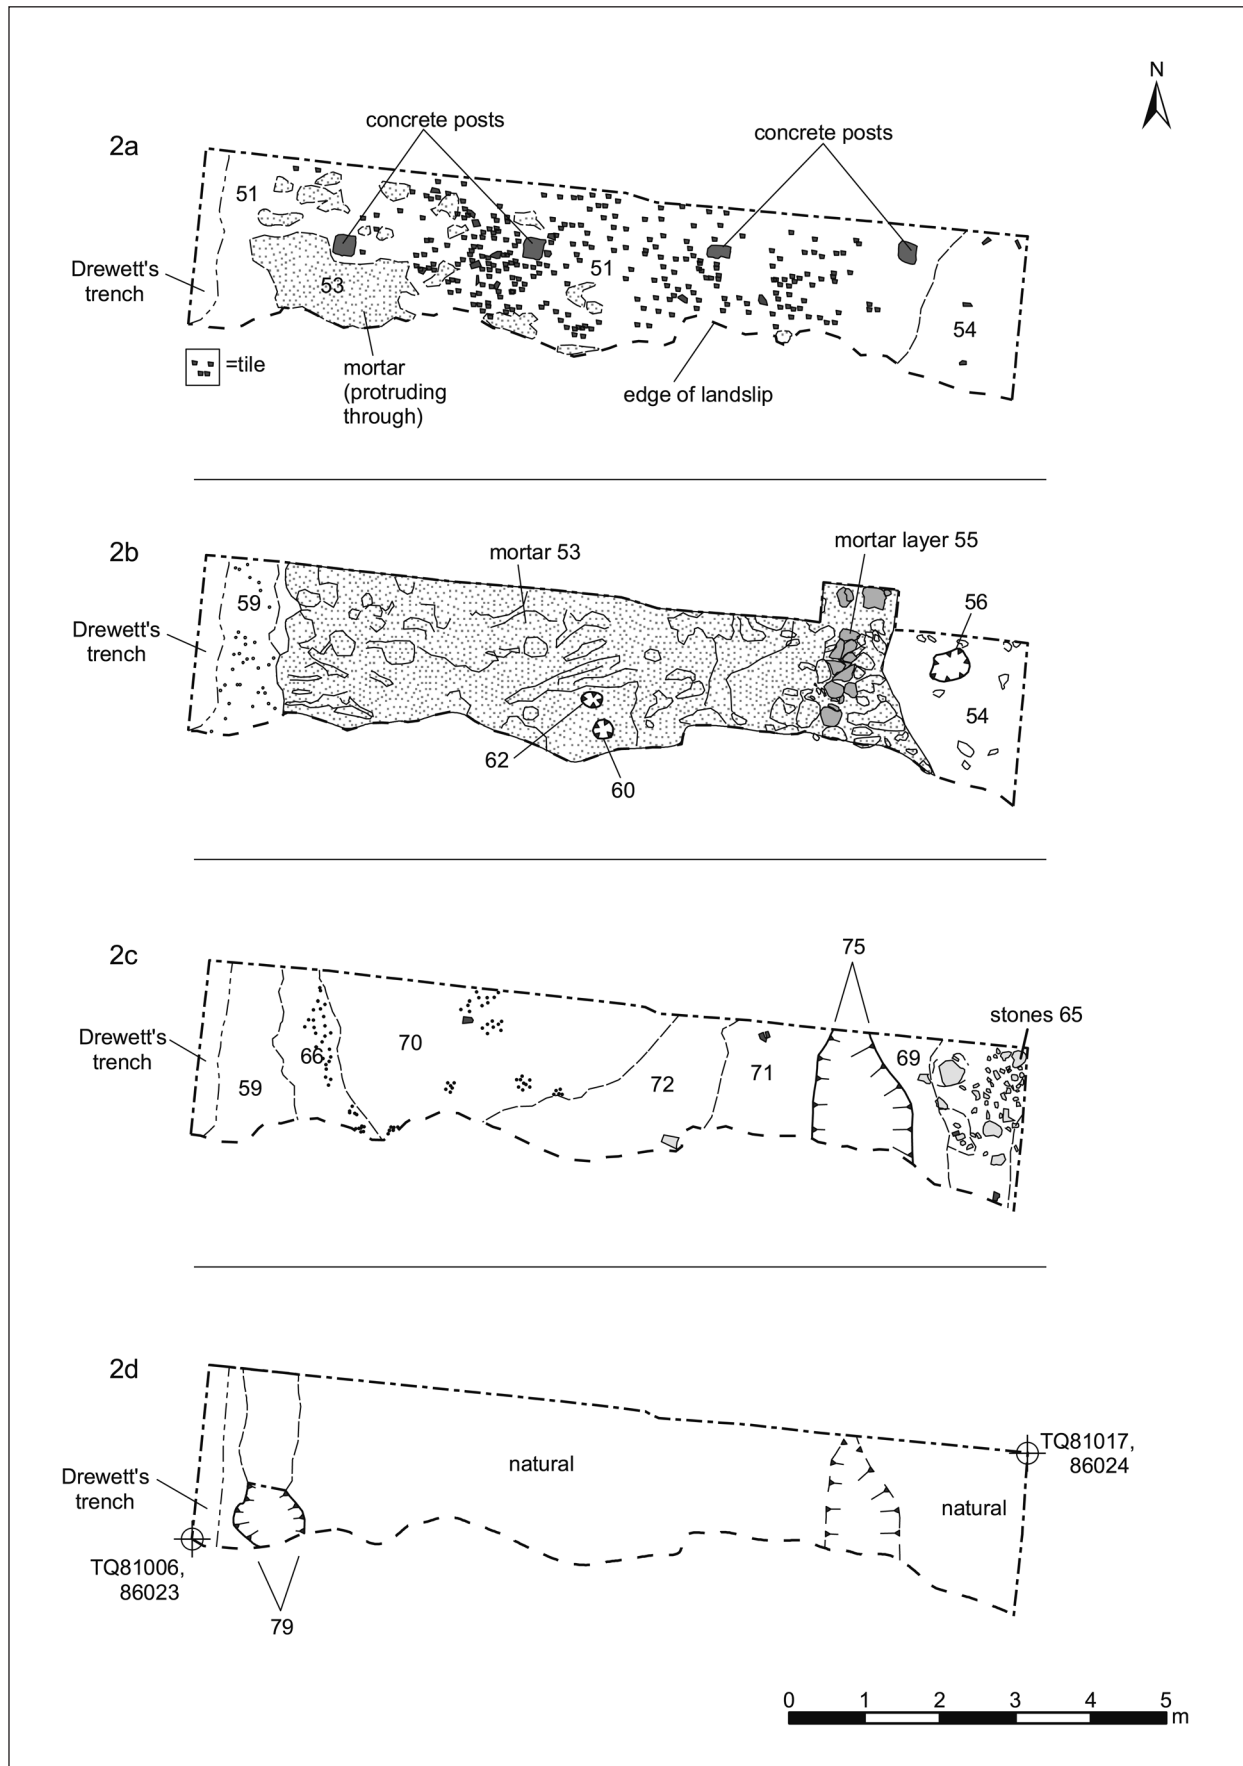 N
concrete posts
concrete posts
2a
51
Drewett's
trench
53
51
54
=tile
mortar
(protruding
through)
edge of landslip
2b
mortar 53
mortar layer 55
56
59
Drewett's
trench
54
62
60
2c
75
stones 65
Drewett's
trench
66
70
69
59
72
71
2d
TQ81017,
86024
natural
Drewett's
trench
natural
TQ81006,
86023
79
0 1 2 3 4 5
m